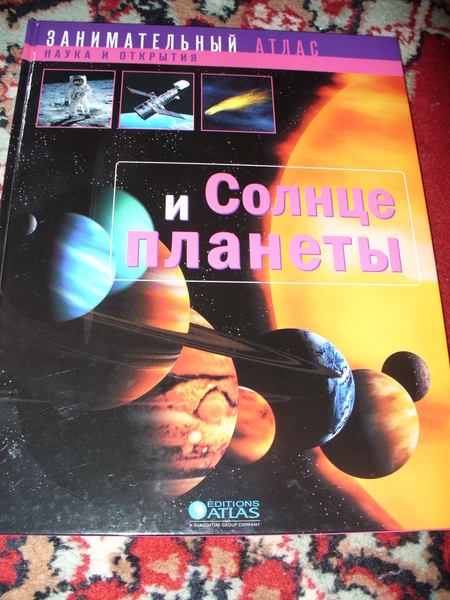 ЗАНИМАТЕЛЬНЫЙ АТЛАС
НАУКА И ОТКРЫТИЯ
и Солнце
планеты
ÉDITIONS
ATLAS
A DEAGOSTINI GROUP COMPANY